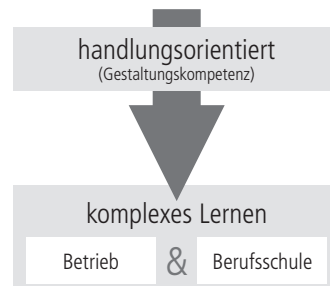 handlungsorientiert
(Gestaltungskompetenz)
komplexes Lernen
Betrieb & Berufsschule